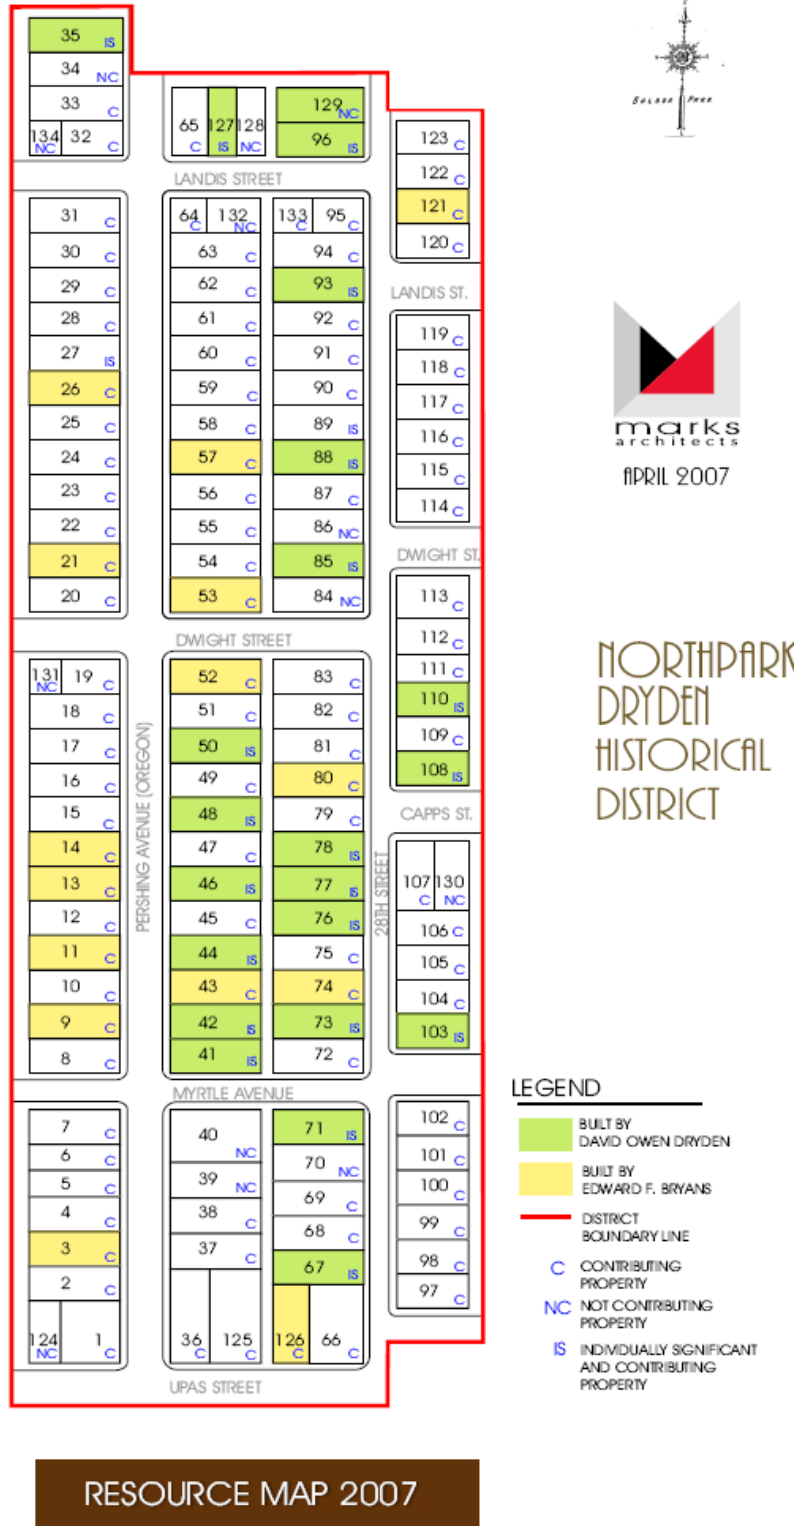 BALBOA PARK
35 IS
34 NC
33 C
134 NC 32 C
65 C 127 IS 128 NC
129 NC
96 IS
LANDIS STREET
123 C
122 C
121 C
120 C
LANDIS ST.
31 C
30 C
29 C
28 C
27 IS
26 C
25 C
24 C
23 C
22 C
21 C
20 C
64 C 132 NC
63 C
62 C
61 C
60 C
59 C
58 C
57 C
56 C
55 C
54 C
53 C
133 C 95 C
94 C
93 IS
92 C
91 C
90 C
89 IS
88 IS
87 C
86 NC
85 IS
84 NC
119 C
118 C
117 C
116 C
115 C
114 C
DWIGHT ST.
DWIGHT STREET
113 C
112 C
111 C
110 IS
109 C
108 IS
CAPPS ST.
131 NC 19 C
18 C
17 C
16 C
15 C
14 C
13 C
12 C
11 C
10 C
9 C
8 C
PERSHING AVENUE (OREGON)
52 C
51 C
50 IS
49 C
48 IS
47 C
46 IS
45 C
44 IS
43 C
42 IS
41 IS
83 C
82 C
81 C
80 C
79 C
78 IS
77 IS
76 IS
75 C
74 C
73 IS
72 C
28TH STREET
107 C 130 NC
106 C
105 C
104 C
103 IS
MYRTLE AVENUE
7 C
6 C
5 C
4 C
3 C
2 C
124 NC 1 C
40 NC
39 NC
38 C
37 C
36 C 125 C
71 IS
70 NC
69 C
68 C
67 IS
126 C 66 C
102 C
101 C
100 C
99 C
98 C
97 C
UPAS STREET
marks
architects
APRIL 2007
NORTHPARK
DRYDEN
HISTORICAL
DISTRICT
LEGEND
BUILT BY
DAVID OWEN DRYDEN
BUILT BY
EDWARD F. BRYANS
DISTRICT
BOUNDARY LINE
C CONTRIBUTING
PROPERTY
NC NOT CONTRIBUTING
PROPERTY
IS INDIVIDUALLY SIGNIFICANT
AND CONTRIBUTING
PROPERTY
RESOURCE MAP 2007